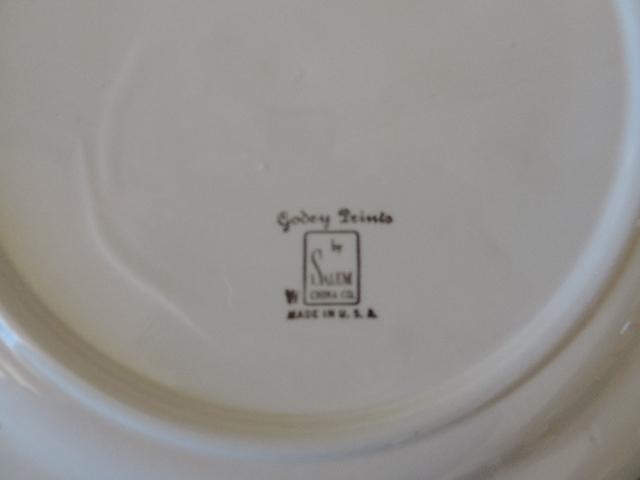 Godey Prints
by
SALEM
CHINA CO.
MADE IN U. S. A.